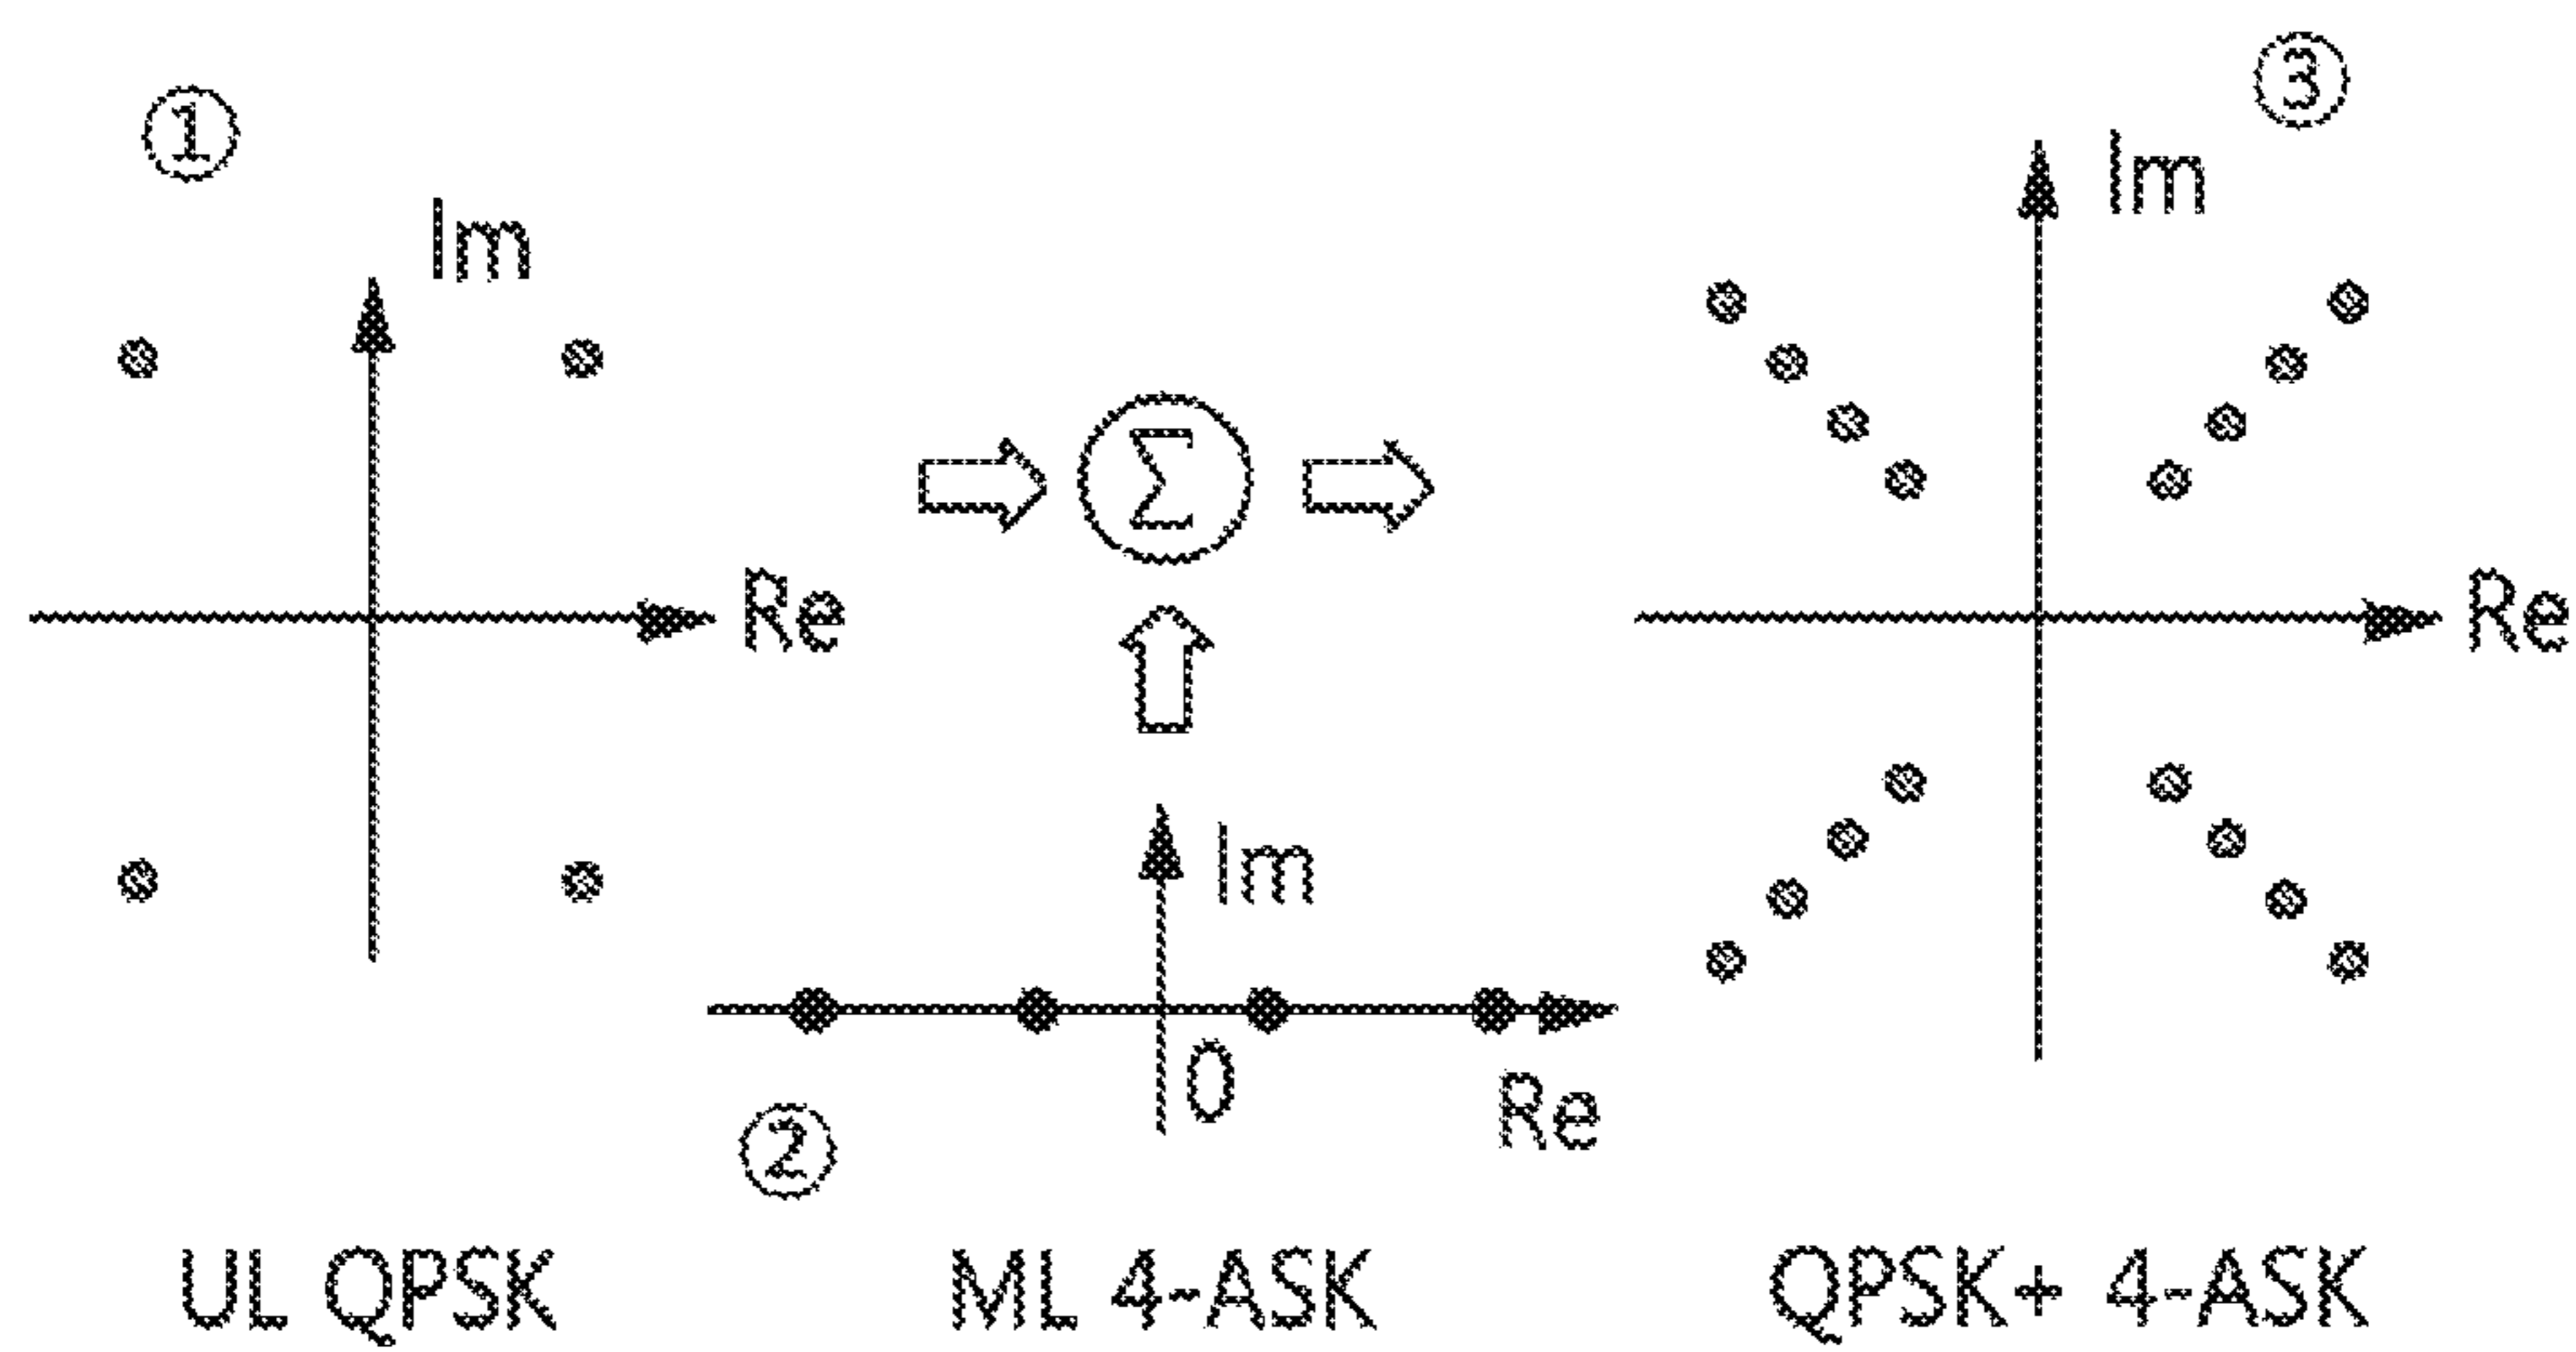 ①
Im
Re
Σ
Im
0
Re
②
③
Im
Re
UL QPSK
ML 4-ASK
QPSK+ 4-ASK